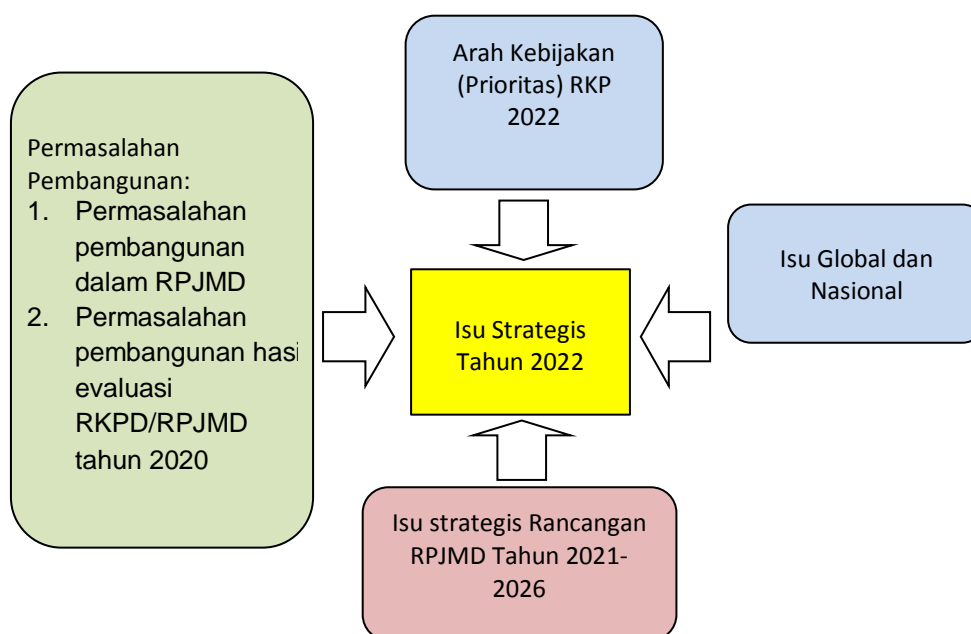 Arah Kebijakan
(Prioritas) RKP
2022
Permasalahan
Pembangunan:
1. Permasalahan
pembangunan
dalam RPJMD
2. Permasalahan
pembangunan hasi
evaluasi
RKPD/RPJMD
tahun 2020
Isu Global dan
Nasional
Isu Strategis
Tahun 2022
Isu strategis Rancangan
RPJMD Tahun 2021-
2026